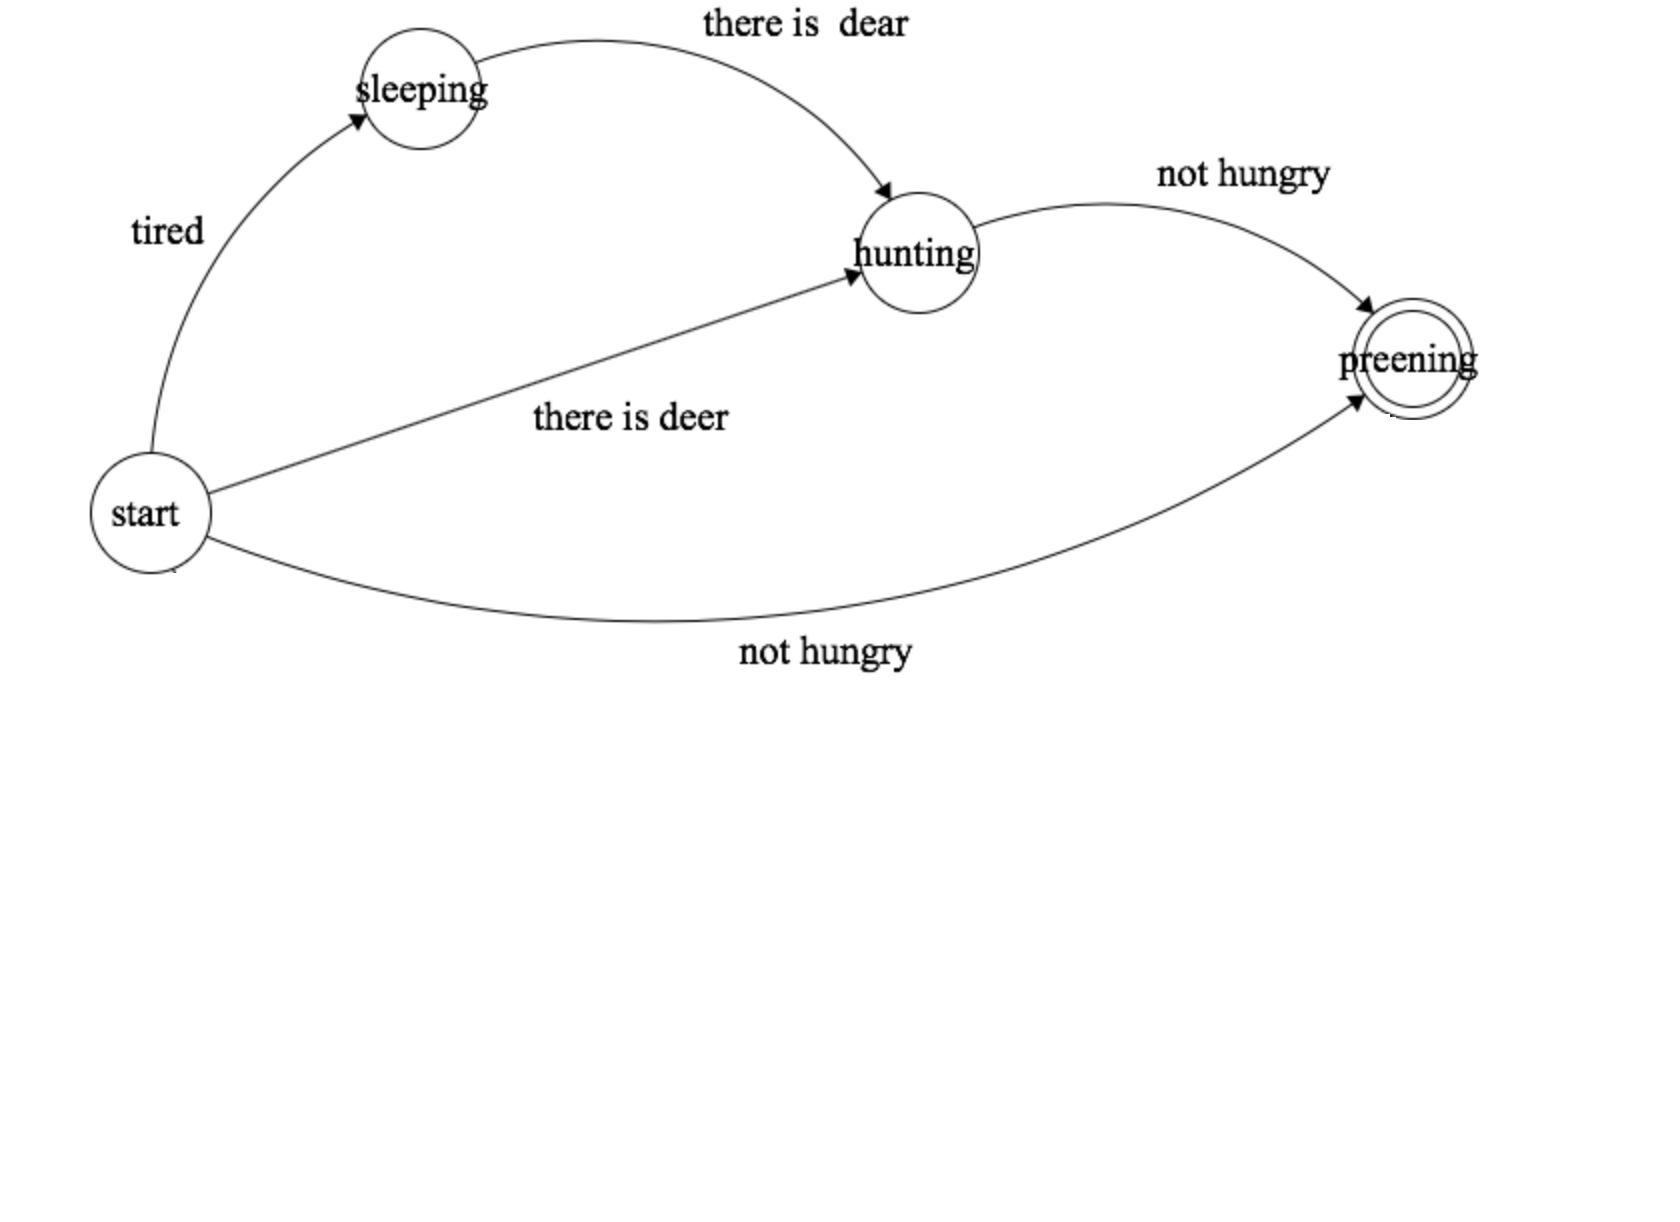 there is  dear
sleeping
not hungry
tired
hunting
preening
there is deer
start
not hungry